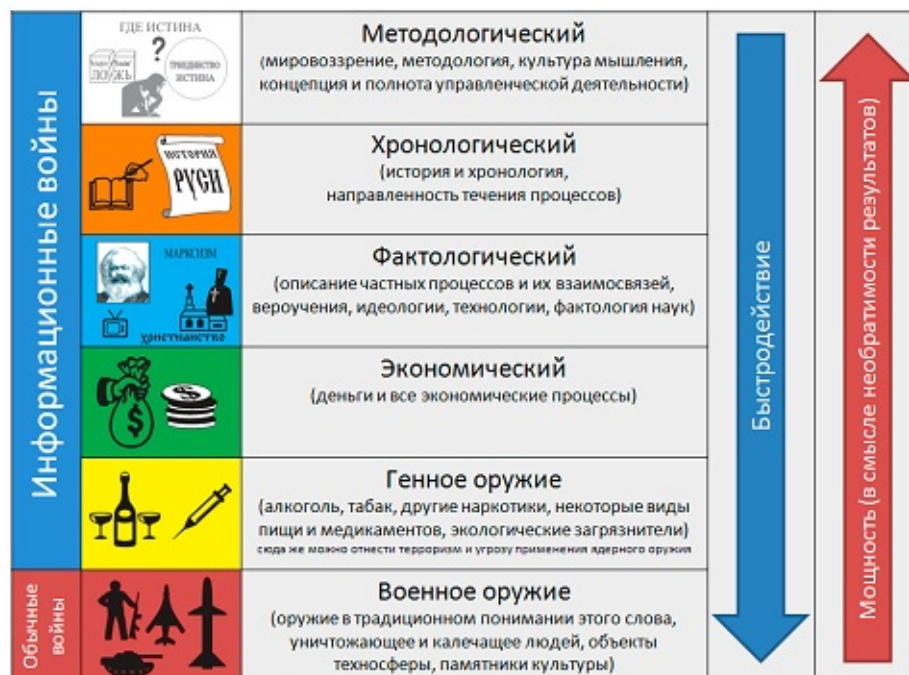 Информационные войны
Обычные
войны
ГДЕ ИСТИНА
?
ЛОЖЬ
ТРИЕДИНСТВО
ИСТИНА
Методологический
(мировоззрение, методология, культура мышления,
концепция и полнота управленческой деятельности)
ИСТОРИЯ
РУСИ
Хронологический
(история и хронология,
направленность течения процессов)
МАРКСИЗМ
христианство
Фактологический
(описание частных процессов и их взаимосвязей,
вероучения, идеологии, технологии, фактология наук)
$
$
Экономический
(деньги и все экономические процессы)
Генное оружие
(алкоголь, табак, другие наркотики, некоторые виды
пищи и медикаментов, экологические загрязнители)
сюда же можно отнести терроризм и угрозу применения ядерного оружия
Военное оружие
(оружие в традиционном понимании этого слова,
уничтожающее и калечащее людей, объекты
техносферы, памятники культуры)
Быстродействие
Мощность (в смысле необратимости результатов)